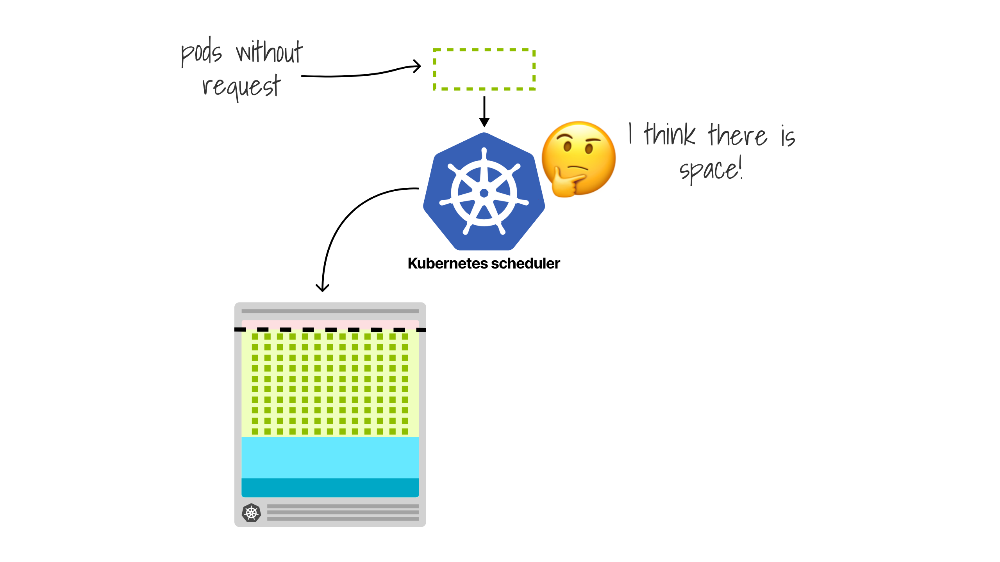 pods without
request
I think there is
space!
Kubernetes scheduler